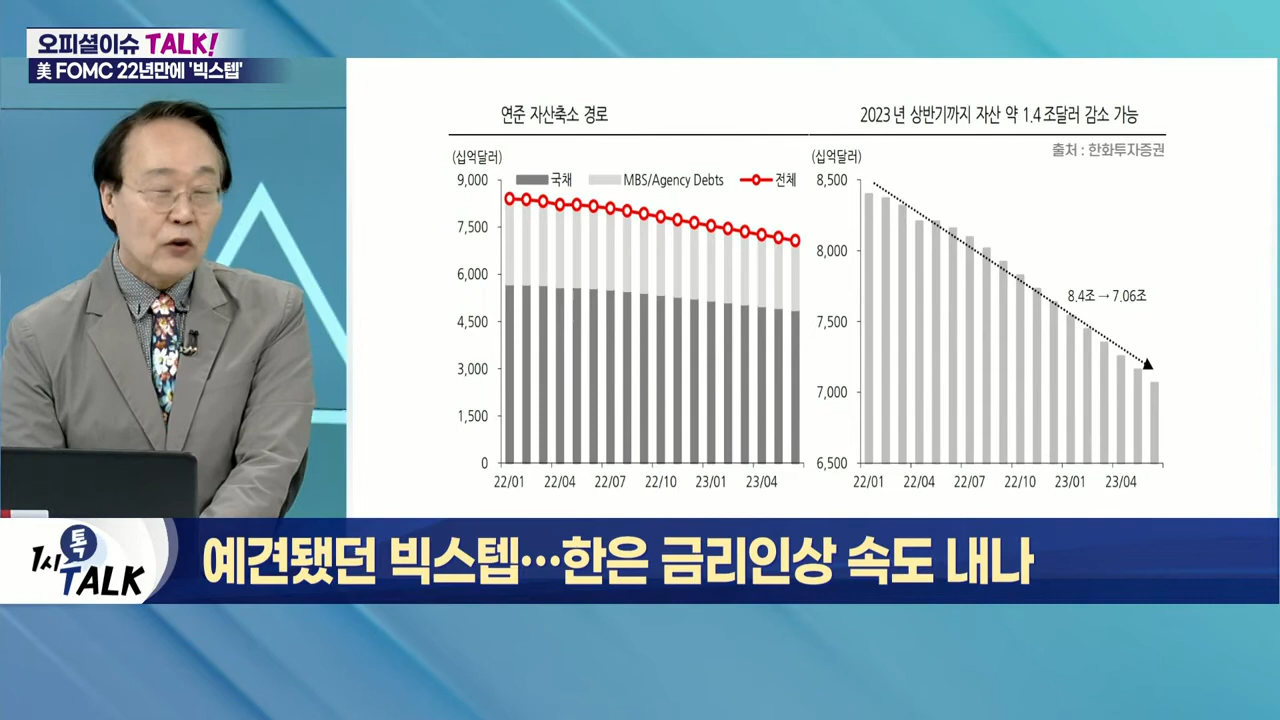 오피셜이슈 TALK!
美 FOMC 22년만에 '빅스텝'
연준 자산축소 경로
(십억달러)
국채 MBS/Agency Debts 전체
9,000
7,500
6,000
4,500
3,000
1,500
0
22/01 22/04 22/07 22/10 23/01 23/04
2023년 상반기까지 자산 약 1.4조달러 감소 가능
출처 : 한화투자증권
(십억달러)
8,500
8,000
7,500
7,000
6,500
8.4조 → 7.06조
22/01 22/04 22/07 22/10 23/01 23/04
1시 톡 TALK
예견됐던 빅스텝…한은 금리인상 속도 내나